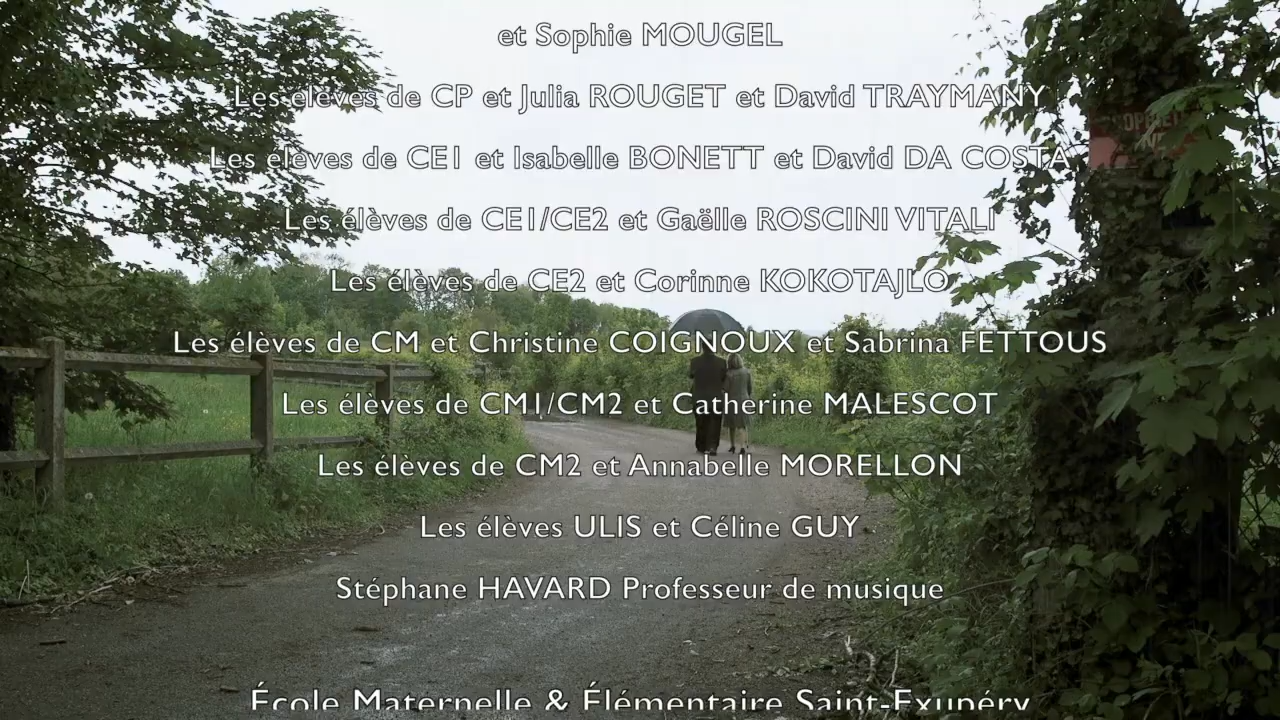 et Sophie MOUGEL
Les élèves de CP et Julia ROUGET et David TRAYMANY
Les élèves de CE1 et Isabelle BONETT et David DA COSTA
Les élèves de CE1/CE2 et Gaëlle ROSCINI VITALI
Les élèves de CE2 et Corinne KOKOTAJLO
Les élèves de CM et Christine COIGNOUX et Sabrina FETTOUS
Les élèves de CM1/CM2 et Catherine MALESCOT
Les élèves de CM2 et Annabelle MORELLON
Les élèves ULIS et Céline GUY
Stéphane HAVARD Professeur de musique
École Maternelle & Élémentaire Saint-Exupéry